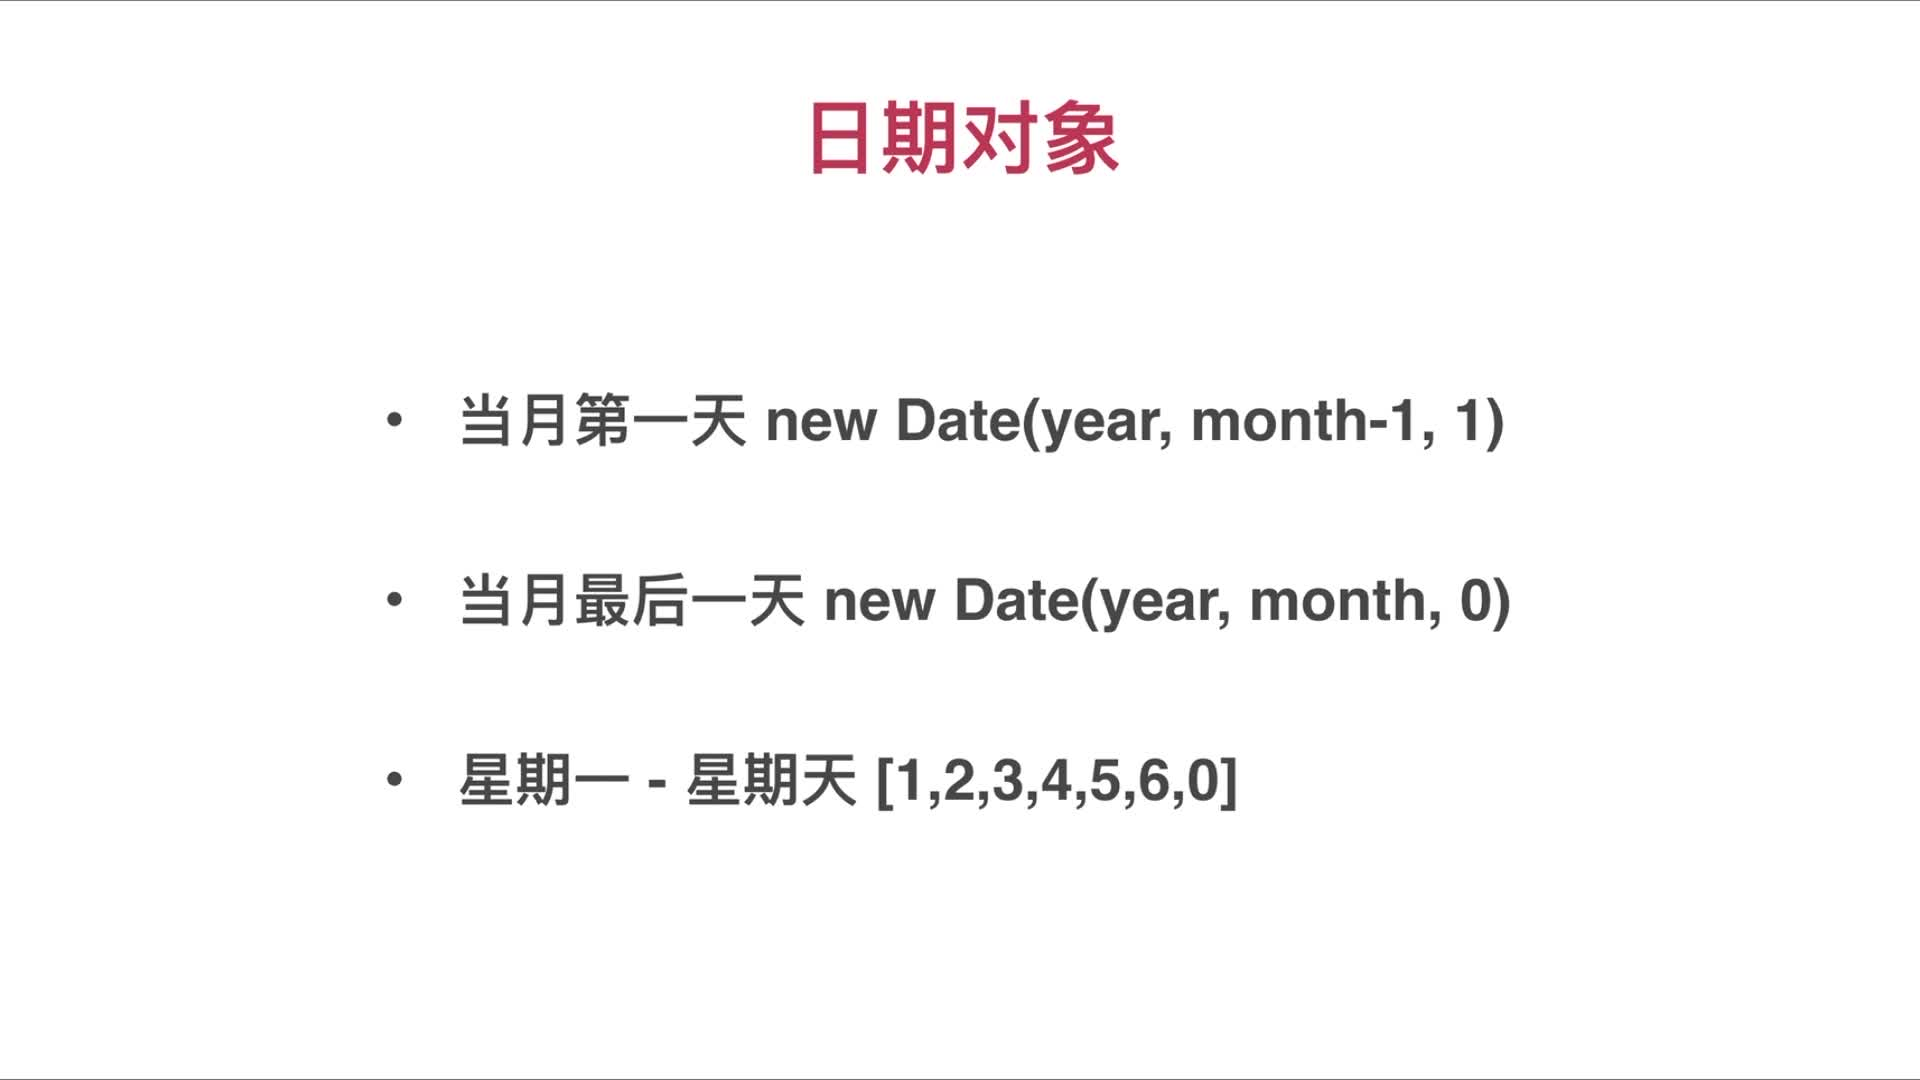 日期对象
• 当月第一天 new Date(year, month-1, 1)
• 当月最后一天 new Date(year, month, 0)
• 星期一 - 星期天 [1,2,3,4,5,6,0]